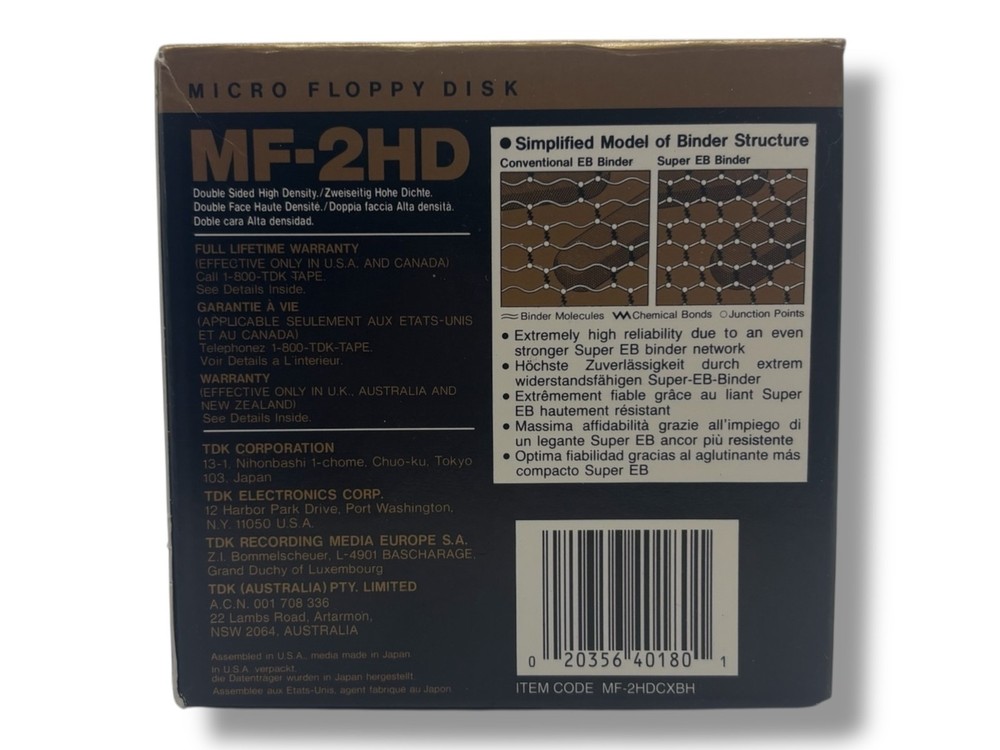 MICRO FLOPPY DISK
MF-2HD
Double Sided High Density./Zweiseitig Hohe Dichte.
Double Face Haute Densité./Doppia faccia Alta densità.
Doble cara Alta densidad.
FULL LIFETIME WARRANTY
(EFFECTIVE ONLY IN U.S.A. AND CANADA)
Call 1-800-TDK TAPE.
See Details Inside.
GARANTIE À VIE
(APPLICABLE SEULEMENT AUX ETATS-UNIS
ET AU CANADA)
Telephonez 1-800-TDK-TAPE.
Voir Details a L'interieur.
WARRANTY
(EFFECTIVE ONLY IN U.K., AUSTRALIA AND
NEW ZEALAND)
See Details Inside.
TDK CORPORATION
13-1, Nihonbashi 1-chome, Chuo-ku, Tokyo
103, Japan
TDK ELECTRONICS CORP.
12 Harbor Park Drive, Port Washington,
N.Y. 11050 U.S.A.
TDK RECORDING MEDIA EUROPE S.A.
Z.I. Bommelscheuer, L-4901 BASCHARAGE,
Grand Duchy of Luxembourg
TDK (AUSTRALIA) PTY. LIMITED
A.C.N. 001 708 336
22 Lambs Road, Artarmon,
NSW 2064, AUSTRALIA
Assembled in U.S.A., media made in Japan
In U.S.A. verpackt,
die Datenträger wurden in Japan hergestellt.
Assemblée aux Etats-Unis, agent fabriqué au Japon
● Simplified Model of Binder Structure
Conventional EB Binder Super EB Binder
Binder Molecules Chemical Bonds Junction Points
● Extremely high reliability due to an even
stronger Super EB binder network
● Höchste Zuverlässigkeit durch extrem
widerstandsfähigen Super-EB-Binder
● Extrêmement fiable grâce au liant Super
EB hautement résistant
● Massima affidabilità grazie all'impiego di
un legante Super EB ancor più resistente
● Optima fiabilidad gracias al aglutinante más
compacto Super EB
0 20356 40180 1
ITEM CODE MF-2HDCXBH